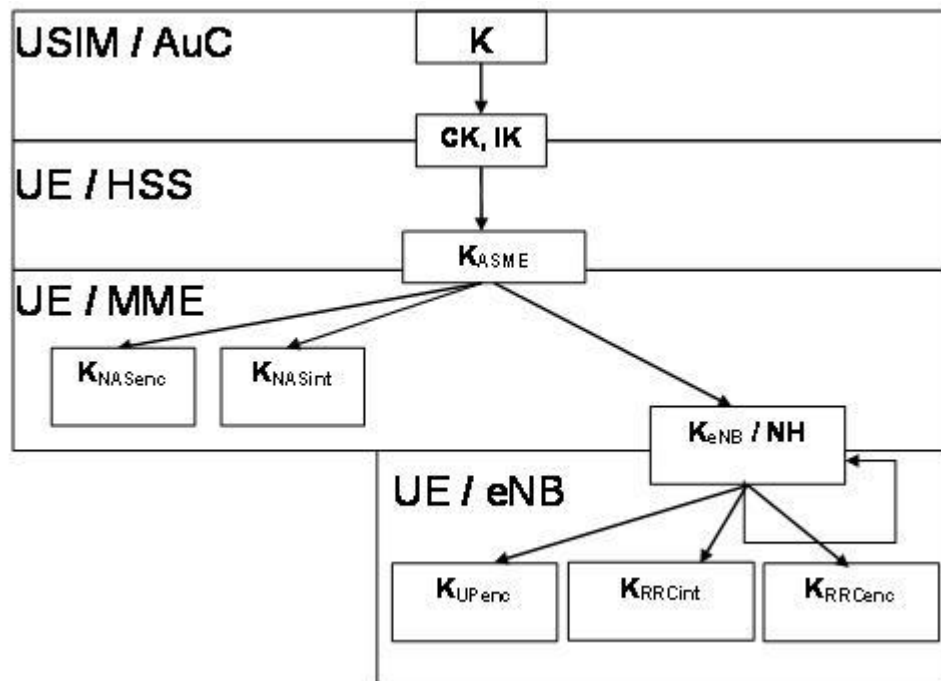 USIM / AuC
K
CK, IK
UE / HSS
KASME
UE / MME
KNASenc
KNASint
KeNB / NH
UE / eNB
KUPenc
KRRCint
KRRCenc